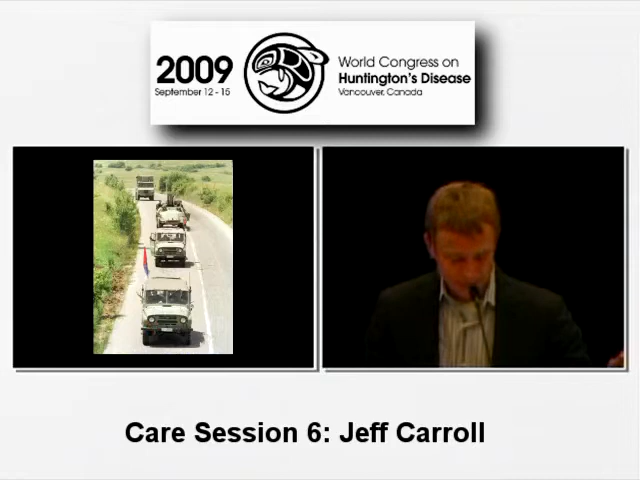 2009
September 12 - 15
World Congress on
Huntington's Disease
Vancouver, Canada
Care Session 6: Jeff Carroll